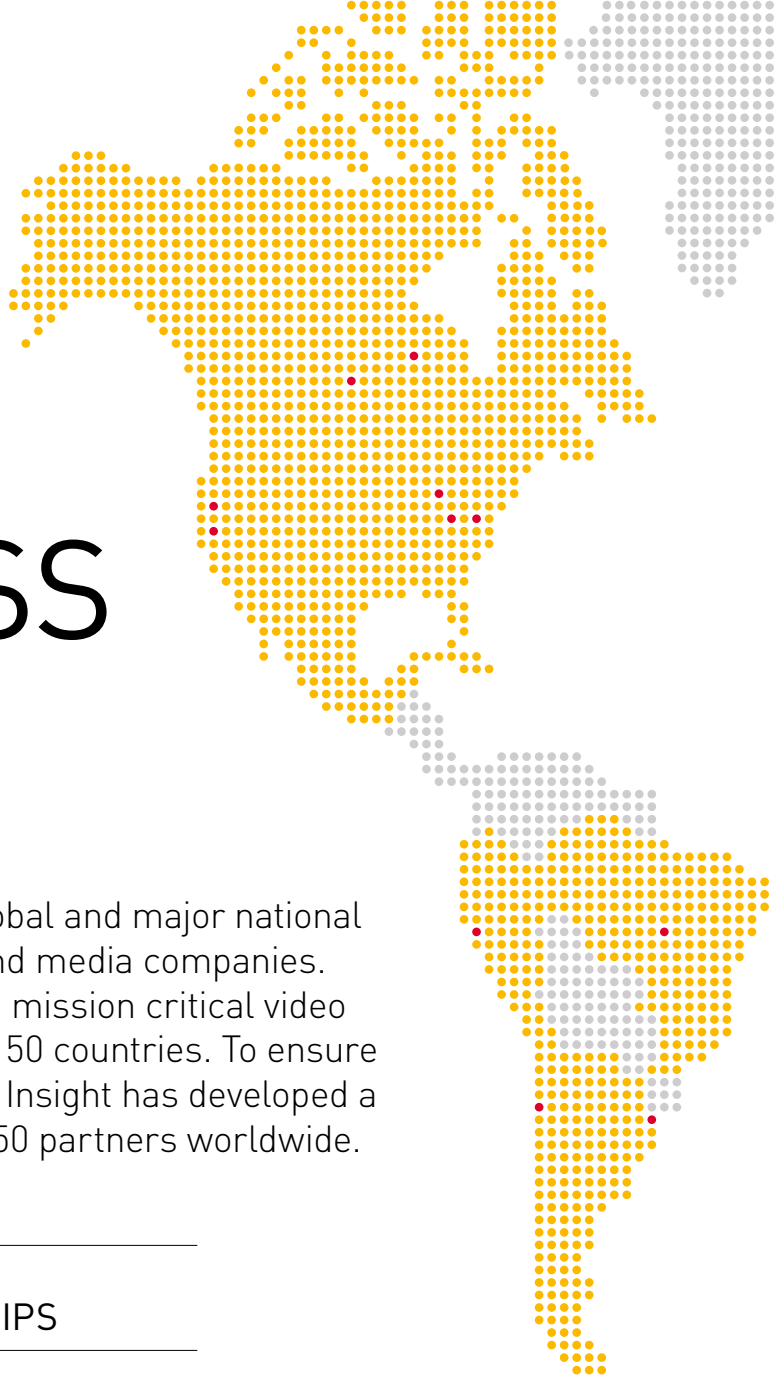 SS
obal and major national
nd media companies.
mission critical video
50 countries. To ensure
Insight has developed a
50 partners worldwide.
IPS